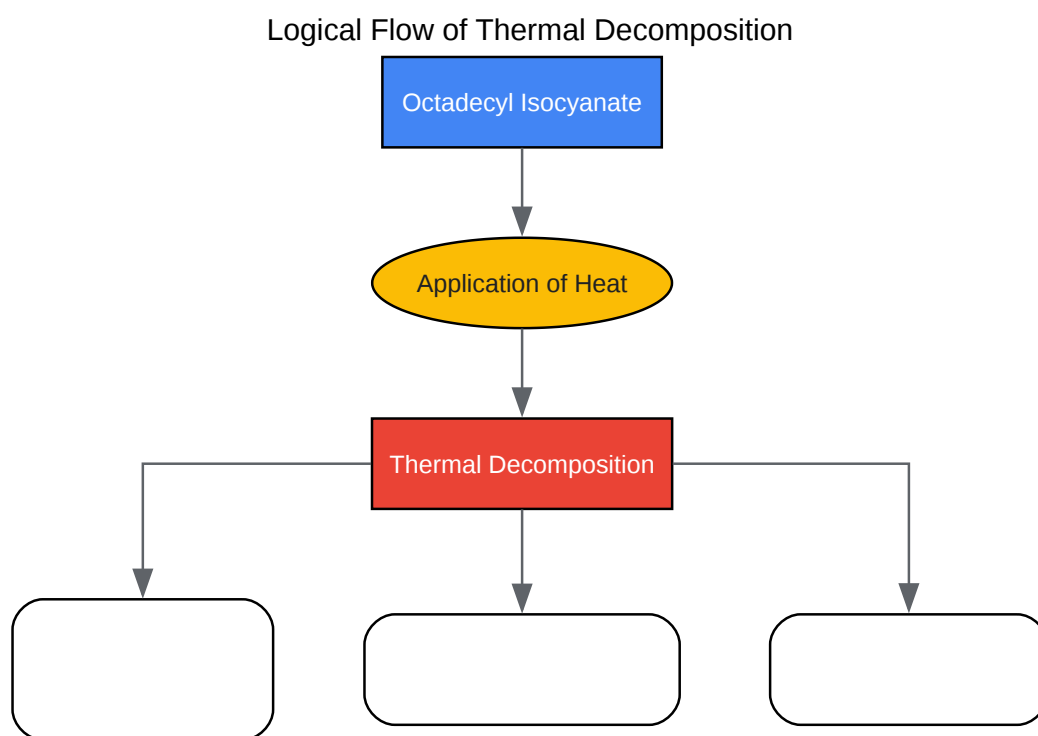 Logical Flow of Thermal Decomposition
Octadecyl Isocyanate
Application of Heat
Thermal Decomposition